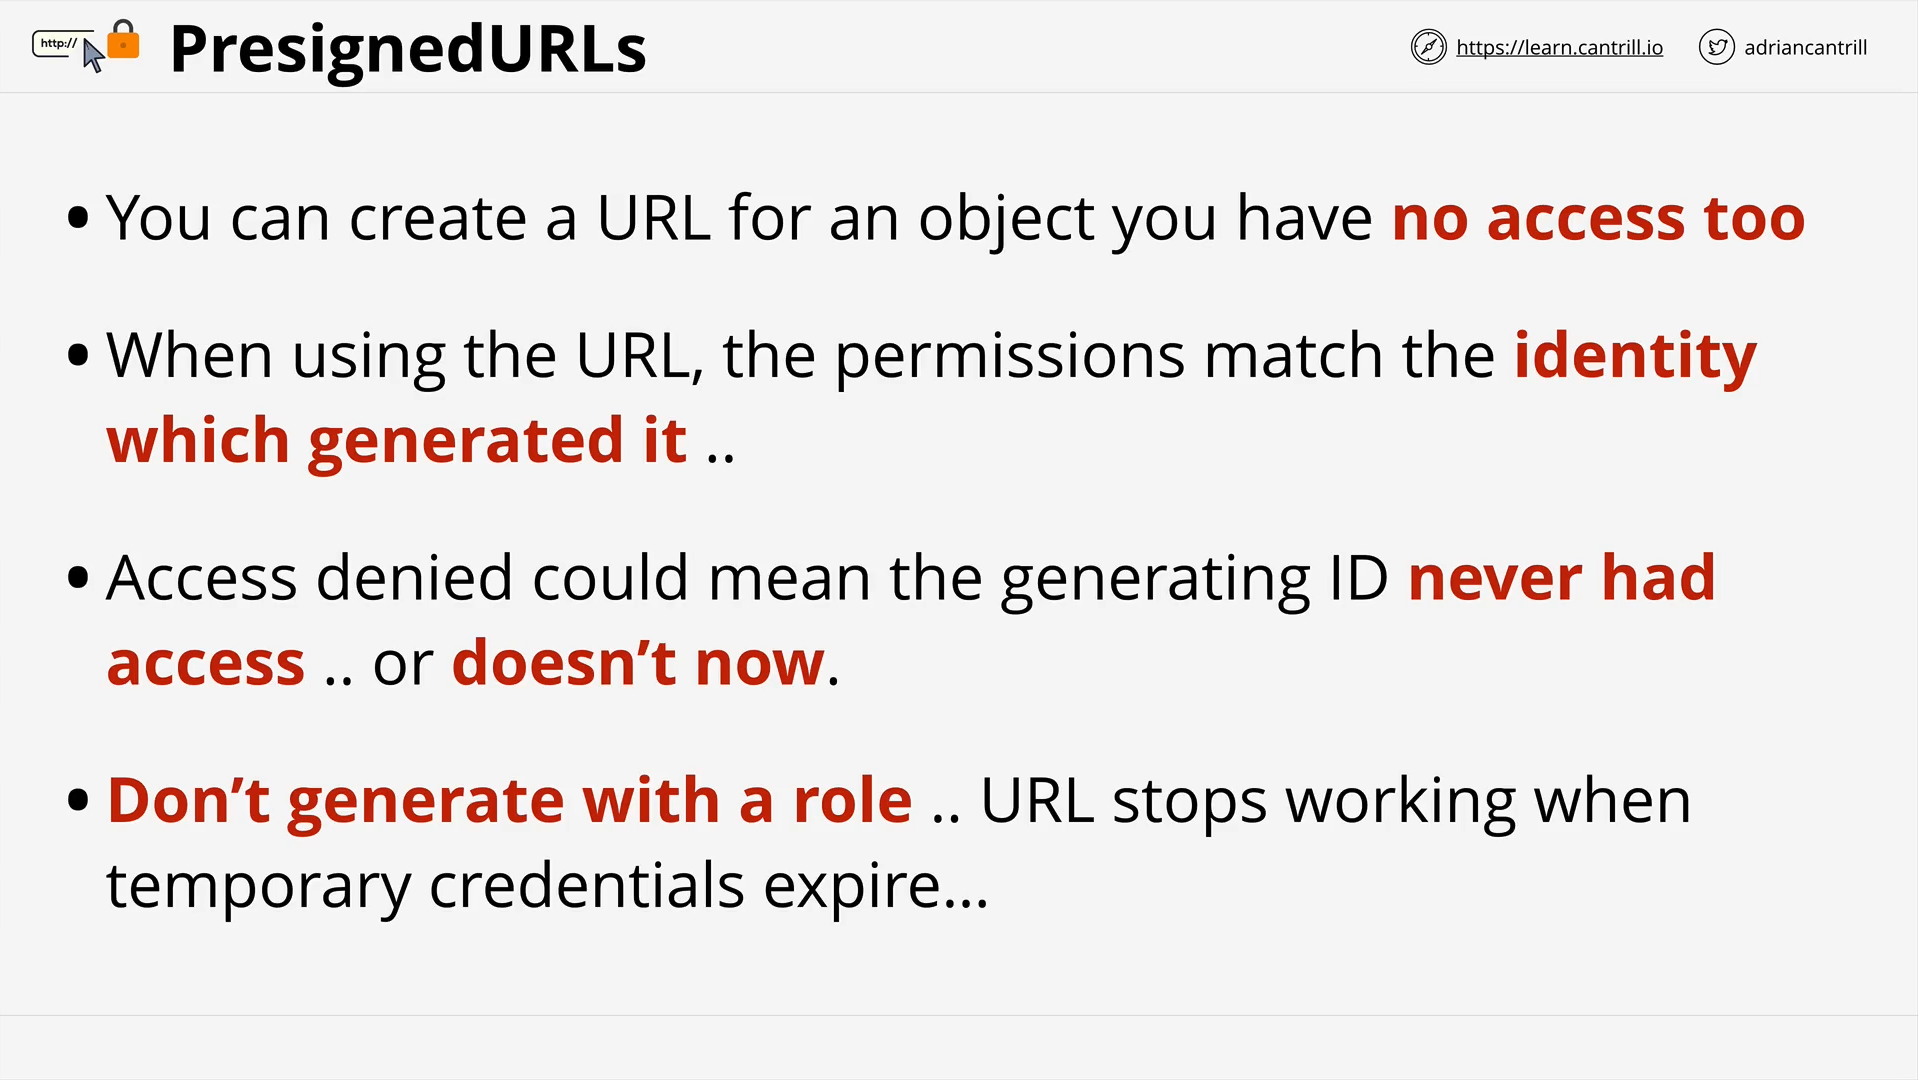 http://
PresignedURLs
https://learn.cantrill.io
adriancantrill
• You can create a URL for an object you have no access too
• When using the URL, the permissions match the identity
which generated it ..
• Access denied could mean the generating ID never had
access .. or doesn’t now.
• Don’t generate with a role .. URL stops working when
temporary credentials expire...